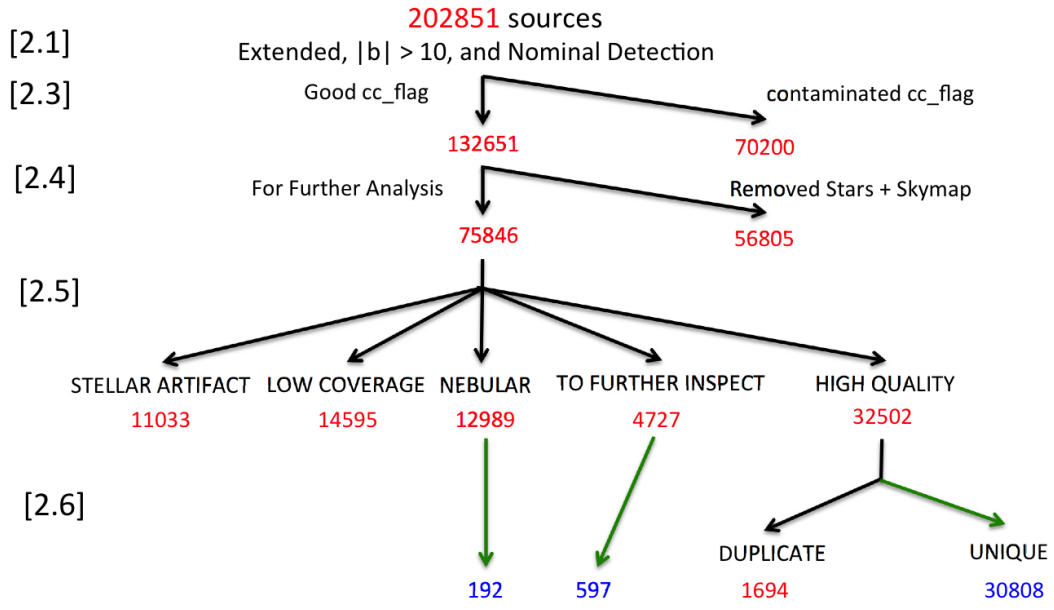 202851 sources
[2.1]
Extended, |b| > 10, and Nominal Detection
[2.3]
Good cc_flag
contaminated cc_flag
132651
70200
[2.4]
For Further Analysis
Removed Stars + Skymap
75846
56805
[2.5]
STELLAR ARTIFACT
LOW COVERAGE
NEBULAR
TO FURTHER INSPECT
HIGH QUALITY
11033
14595
12989
4727
32502
[2.6]
DUPLICATE
UNIQUE
192
597
1694
30808